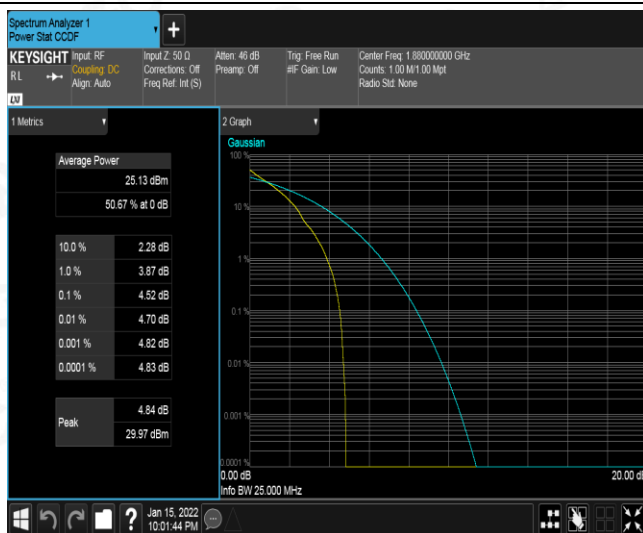 Spectrum Analyzer 1
Power Stat CCDF
+
KEYSIGHT
R L
LXI
Input: RF
Coupling: DC
Align: Auto
Input Z: 50 Ω
Corrections: Off
Freq Ref: Int (S)
Atten: 46 dB
Preamp: Off
Trig: Free Run
#IF Gain: Low
Center Freq: 1.880000000 GHz
Counts: 1.00 M/1.00 Mpt
Radio Std: None
1 Metrics
Average Power
25.13 dBm
50.67 % at 0 dB
10.0 % 2.28 dB
1.0 % 3.87 dB
0.1 % 4.52 dB
0.01 % 4.70 dB
0.001 % 4.82 dB
0.0001 % 4.83 dB
Peak
4.84 dB
29.97 dBm
2 Graph
Gaussian
100 %
10 %
1 %
0.1 %
0.01 %
0.001 %
0.0001 %
0.00 dB
20.00 dB
Info BW 25.000 MHz
?
Jan 15, 2022
10:01:44 PM